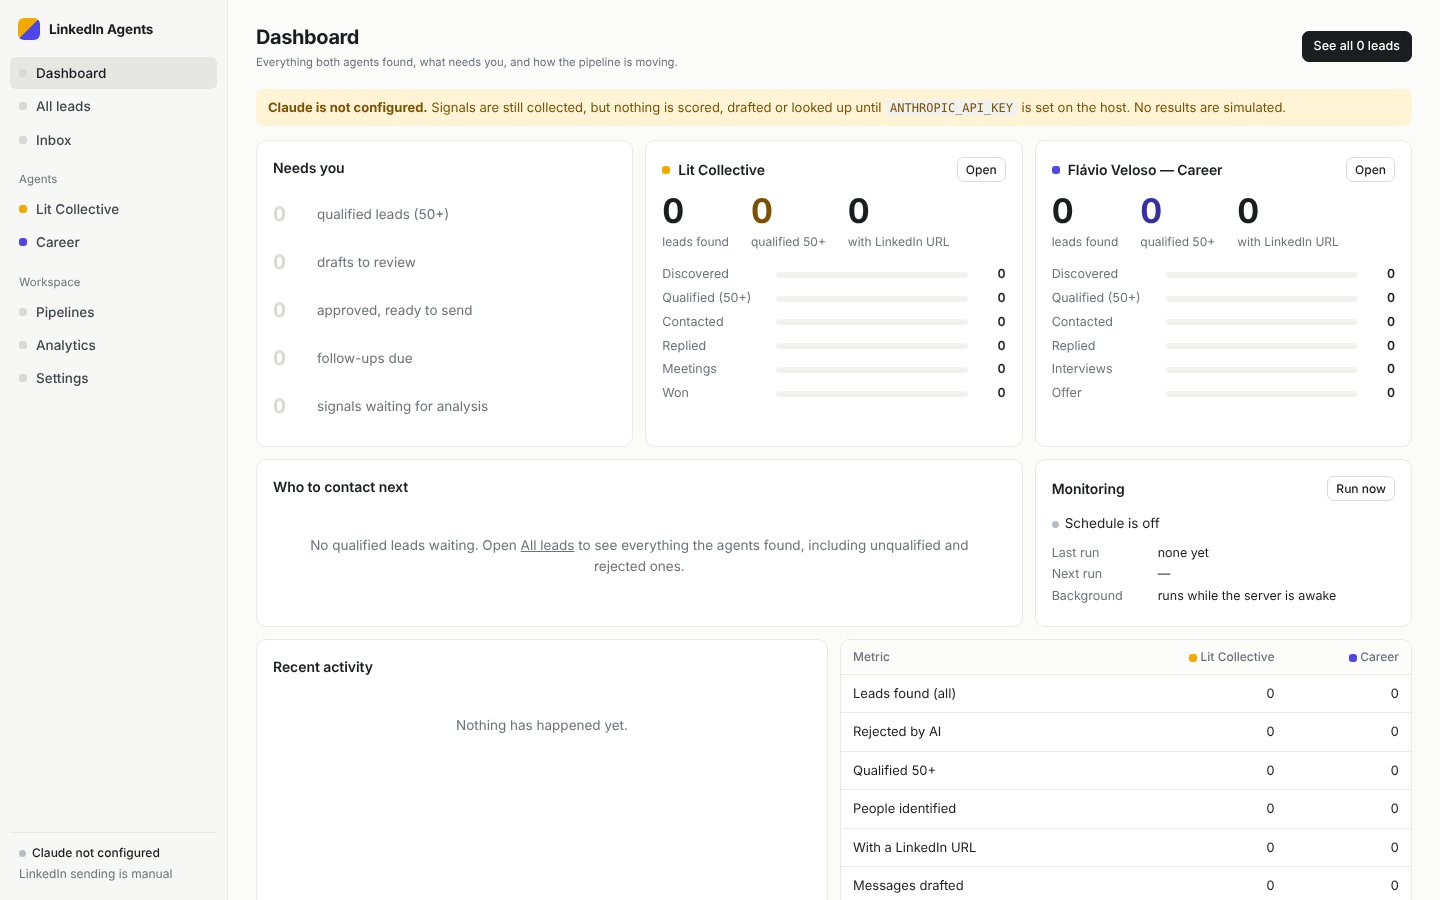 LinkedIn Agents
Dashboard
All leads
Inbox
Agents
Lit Collective
Career
Workspace
Pipelines
Analytics
Settings
Claude not configured
LinkedIn sending is manual
Dashboard
Everything both agents found, what needs you, and how the pipeline is moving.
See all 0 leads
Claude is not configured. Signals are still collected, but nothing is scored, drafted or looked up until ANTHROPIC_API_KEY is set on the host. No results are simulated.
Needs you
0 qualified leads (50+)
0 drafts to review
0 approved, ready to send
0 follow-ups due
0 signals waiting for analysis
Lit Collective
Open
0 0 0
leads found qualified 50+ with LinkedIn URL
Discovered 0
Qualified (50+) 0
Contacted 0
Replied 0
Meetings 0
Won 0
Flávio Veloso — Career
Open
0 0 0
leads found qualified 50+ with LinkedIn URL
Discovered 0
Qualified (50+) 0
Contacted 0
Replied 0
Interviews 0
Offer 0
Who to contact next
No qualified leads waiting. Open All leads to see everything the agents found, including unqualified and
rejected ones.
Monitoring
Run now
Schedule is off
Last run none yet
Next run —
Background runs while the server is awake
Recent activity
Nothing has happened yet.
Metric Lit Collective Career
Leads found (all) 0 0
Rejected by AI 0 0
Qualified 50+ 0 0
People identified 0 0
With a LinkedIn URL 0 0
Messages drafted 0 0